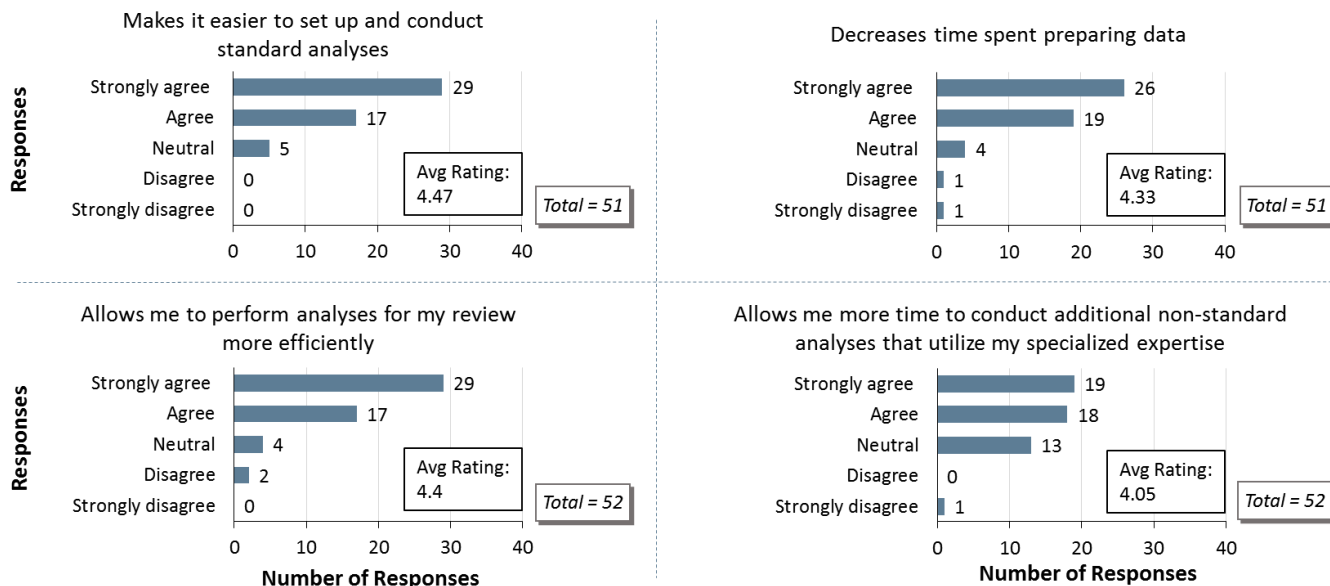 Makes it easier to set up and conduct
standard analyses
Responses
Strongly agree 29
Agree 17
Neutral 5
Disagree 0
Strongly disagree 0
Avg Rating:
4.47
Total = 51
0 10 20 30 40
Decreases time spent preparing data
Strongly agree 26
Agree 19
Neutral 4
Disagree 1
Strongly disagree 1
Avg Rating:
4.33
Total = 51
0 10 20 30 40
Allows me to perform analyses for my review
more efficiently
Responses
Strongly agree 29
Agree 17
Neutral 4
Disagree 2
Strongly disagree 0
Avg Rating:
4.4
Total = 52
0 10 20 30 40
Number of Responses
Allows me more time to conduct additional non-standard
analyses that utilize my specialized expertise
Strongly agree 19
Agree 18
Neutral 13
Disagree 0
Strongly disagree 1
Avg Rating:
4.05
Total = 52
0 10 20 30 40
Number of Responses